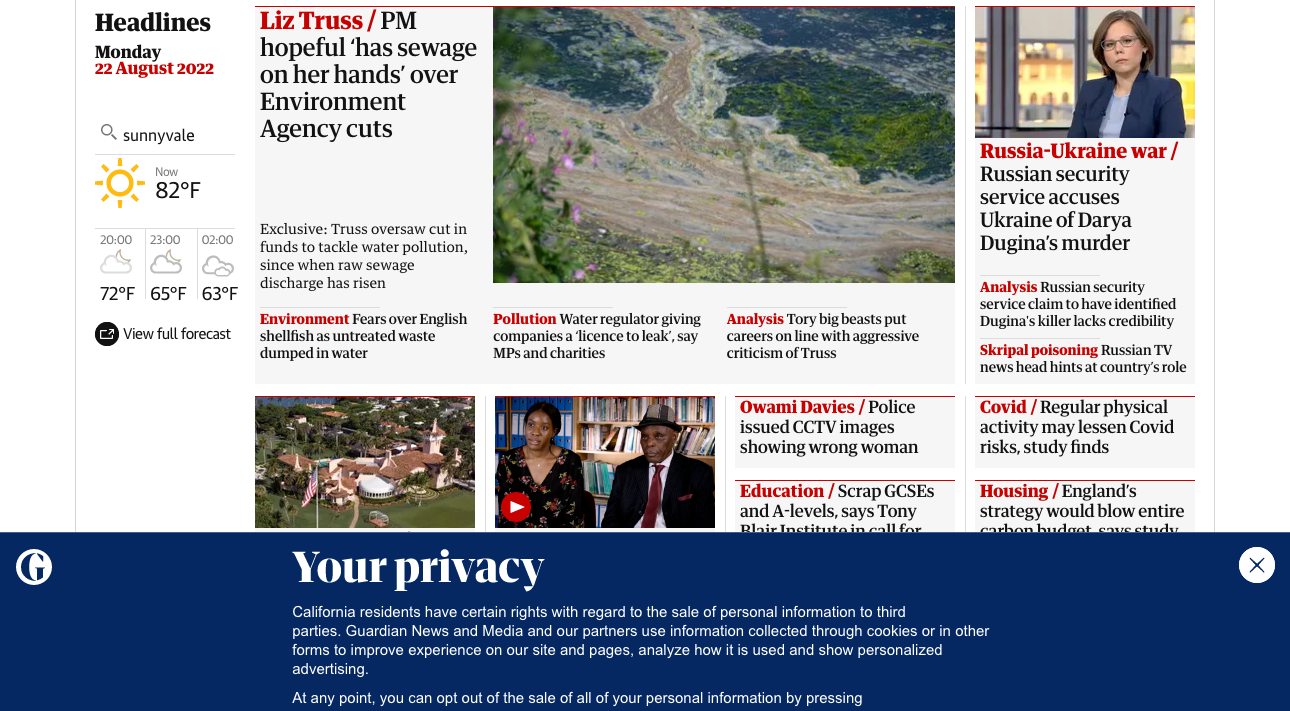 Headlines
Monday
22 August 2022
sunnyvale
Now
82°F
20:00
23:00
02:00
72°F
65°F
63°F
View full forecast
Liz Truss / PM
hopeful ‘has sewage
on her hands’ over
Environment
Agency cuts
Exclusive: Truss oversaw cut in
funds to tackle water pollution,
since when raw sewage
discharge has risen
Environment Fears over English
shellfish as untreated waste
dumped in water
Pollution Water regulator giving
companies a ‘licence to leak’, say
MPs and charities
Analysis Tory big beasts put
careers on line with aggressive
criticism of Truss
Russia-Ukraine war /
Russian security
service accuses
Ukraine of Darya
Dugina’s murder
Analysis Russian security
service claim to have identified
Dugina's killer lacks credibility
Skripal poisoning Russian TV
news head hints at country’s role
Owami Davies / Police
issued CCTV images
showing wrong woman
Education / Scrap GCSEs
and A-levels, says Tony
Blair Institute in call for
Covid / Regular physical
activity may lessen Covid
risks, study finds
Housing / England’s
strategy would blow entire
carbon budget, says study
G
Your privacy
California residents have certain rights with regard to the sale of personal information to third
parties. Guardian News and Media and our partners use information collected through cookies or in other
forms to improve experience on our site and pages, analyze how it is used and show personalized
advertising.
At any point, you can opt out of the sale of all of your personal information by pressing